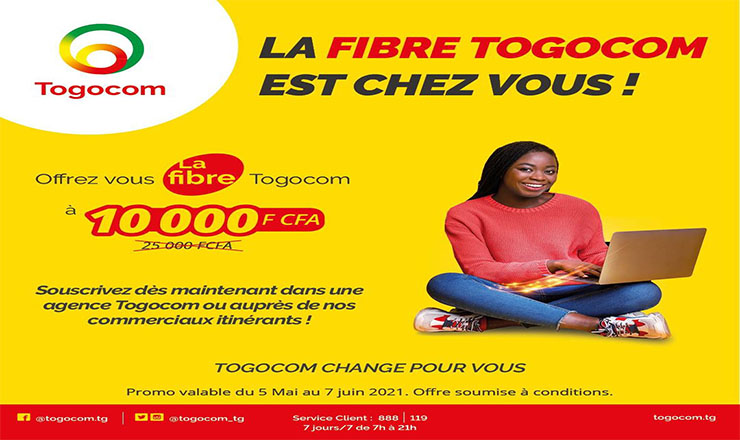 Togocom
LA FIBRE TOGOCOM
EST CHEZ VOUS !
Offrez vous La fibre Togocom
à 10 000 F CFA
25 000 FCFA
Souscrivez dès maintenant dans une
agence Togocom ou auprès de nos
commerciaux itinérants !
TOGOCOM CHANGE POUR VOUS
Promo valable du 5 Mai au 7 juin 2021. Offre soumise à conditions.
@togocom.tg | @togocom_tg Service Client : 888 | 119 togocom.tg
7 jours/7 de 7h à 21h